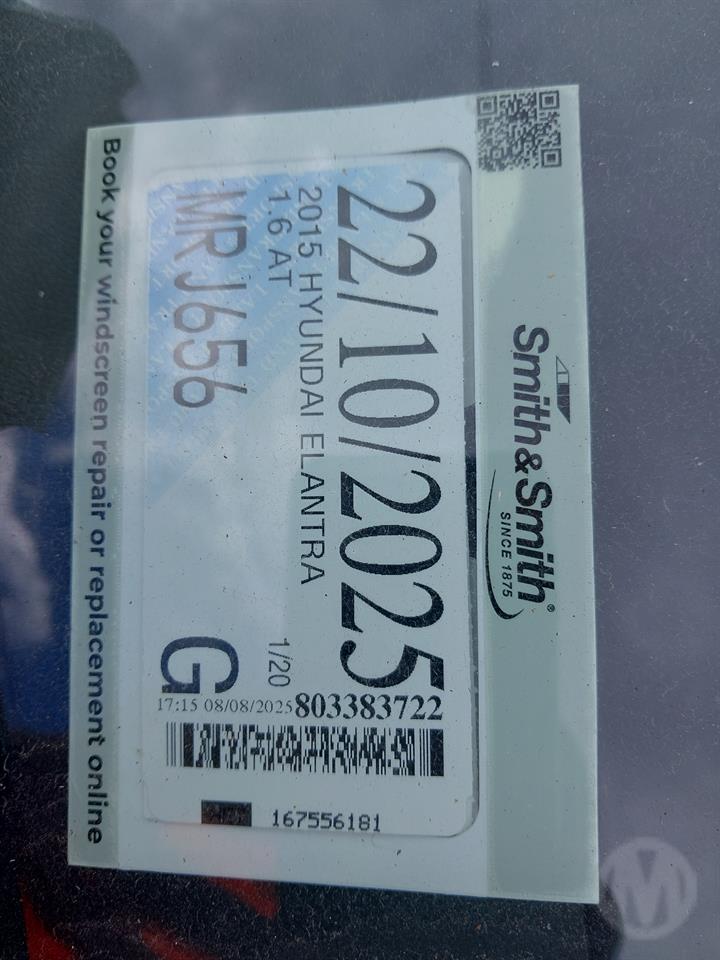 Smith&Smith®
SINCE 1875
22/10/2025
2015 HYUNDAI ELANTRA
1.6 AT
1/20
MRJ656
G
803383722
17:15 08/08/2025
167556181
Book your windscreen repair or replacement online
M